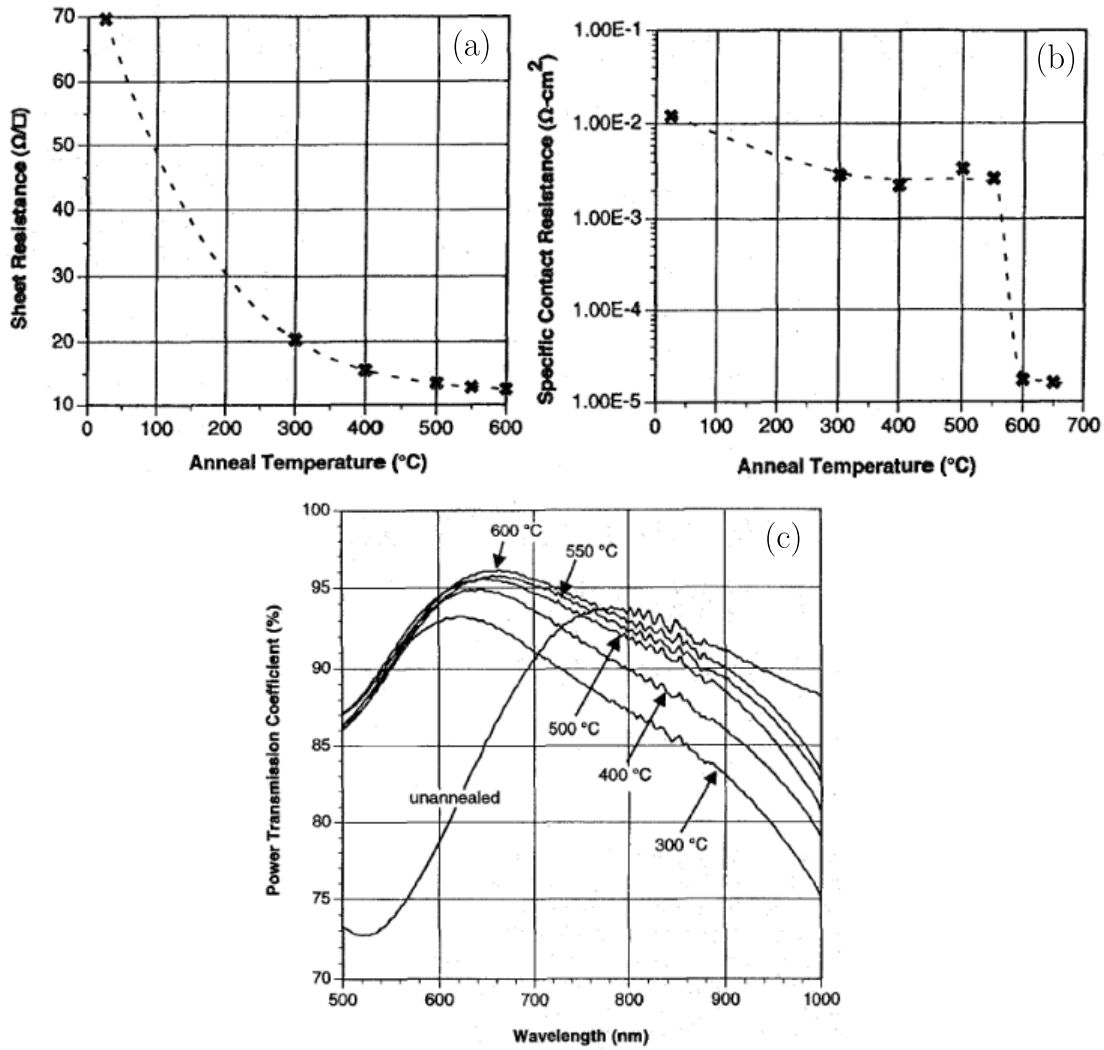 (a)
70
60
50
40
30
20
10
Sheet Resistance (Ω/□)
0 100 200 300 400 500 600
Anneal Temperature (°C)
(b)
1.00E-1
1.00E-2
1.00E-3
1.00E-4
1.00E-5
Specific Contact Resistance (Ω-cm²)
0 100 200 300 400 500 600 700
Anneal Temperature (°C)
(c)
100
95
90
85
80
75
70
Power Transmission Coefficient (%)
600 °C
550 °C
500 °C
400 °C
unannealed
300 °C
500 600 700 800 900 1000
Wavelength (nm)